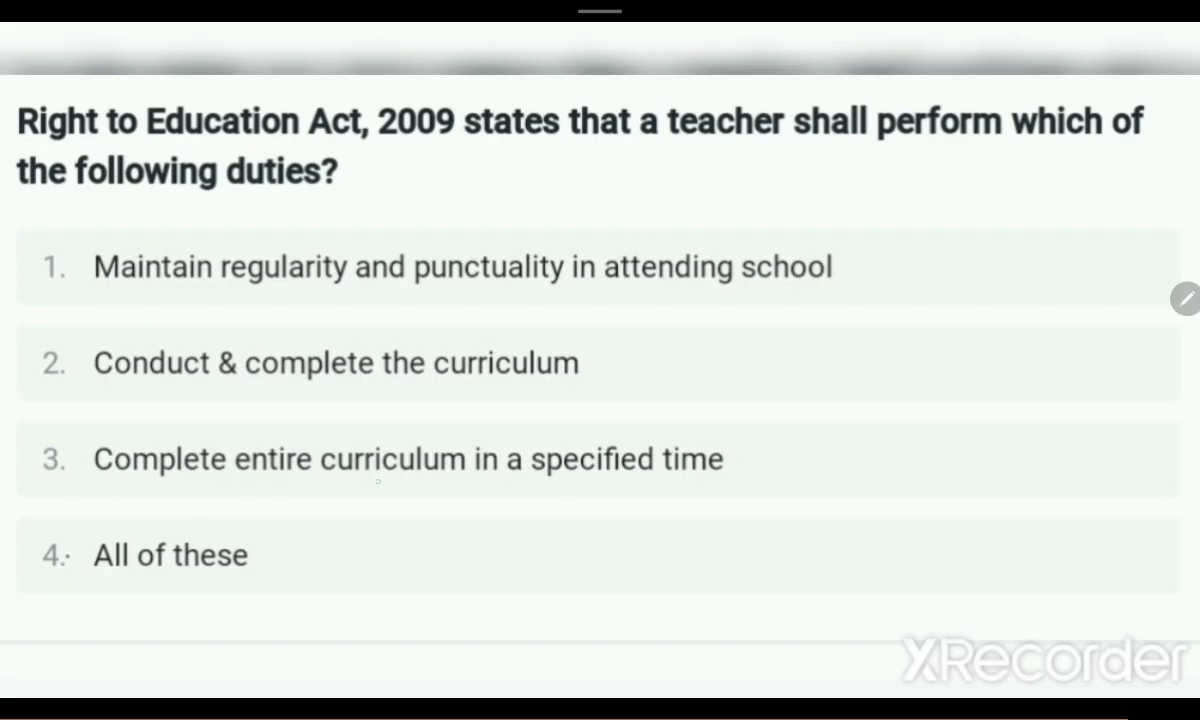 Right to Education Act, 2009 states that a teacher shall perform which of
the following duties?
1. Maintain regularity and punctuality in attending school
2. Conduct & complete the curriculum
3. Complete entire curriculum in a specified time
4. All of these
XRecorder